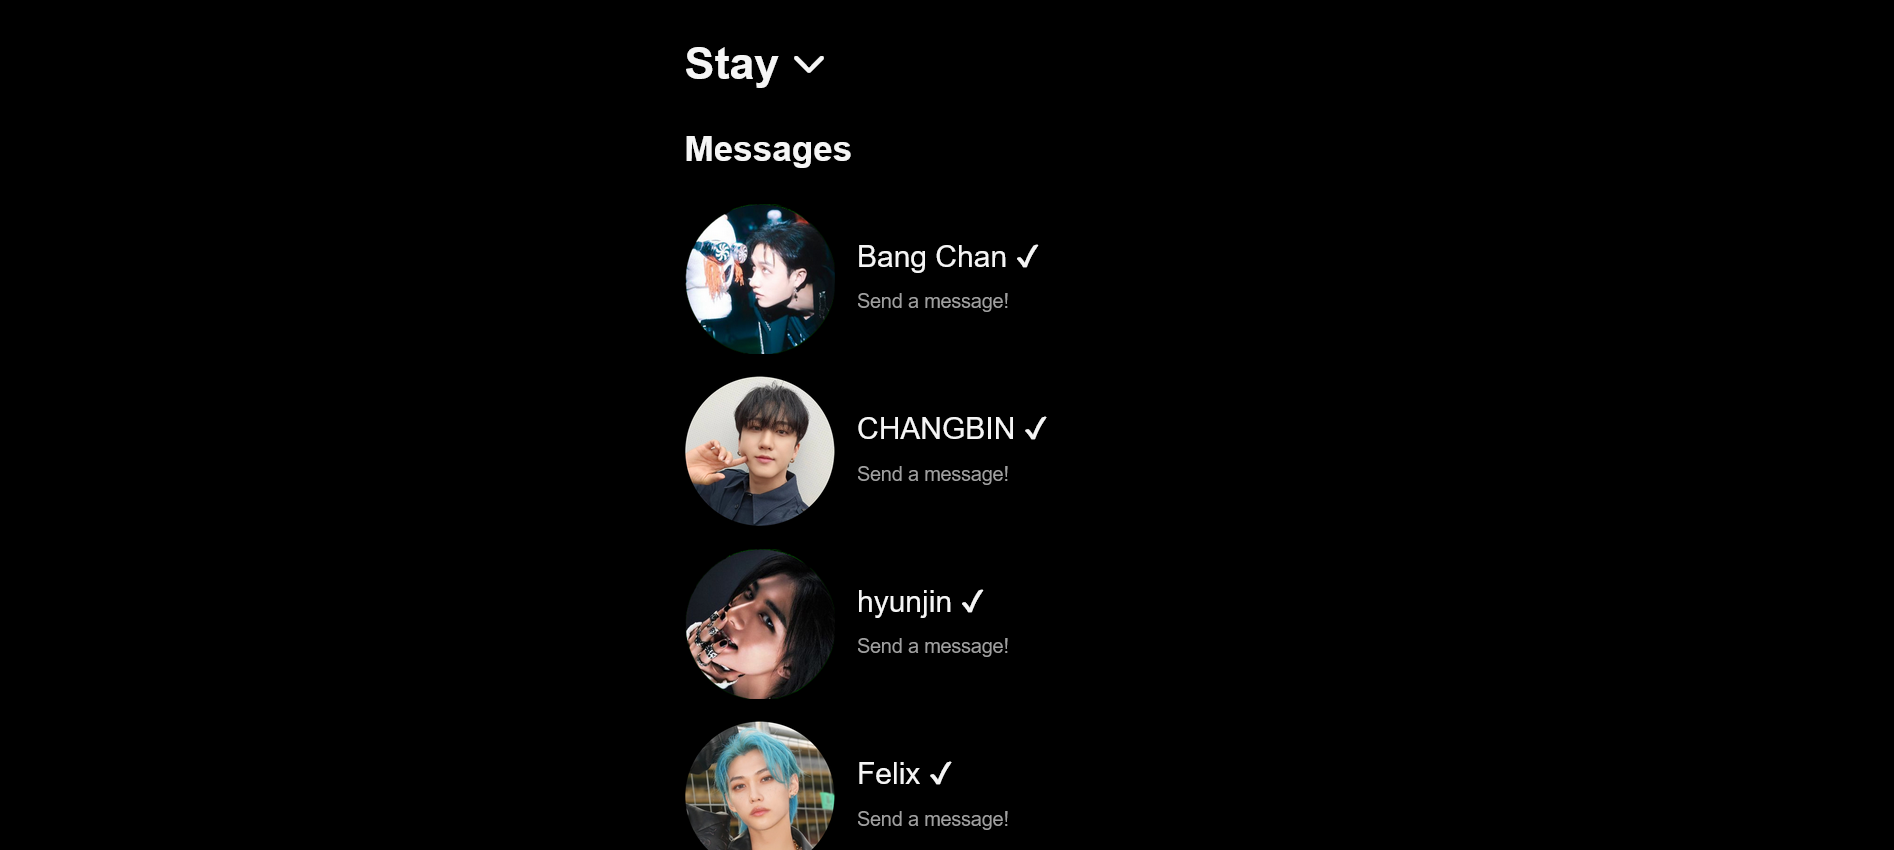 Stay
Messages
Bang Chan ✓
Send a message!
CHANGBIN ✓
Send a message!
hyunjin ✓
Send a message!
Felix ✓
Send a message!